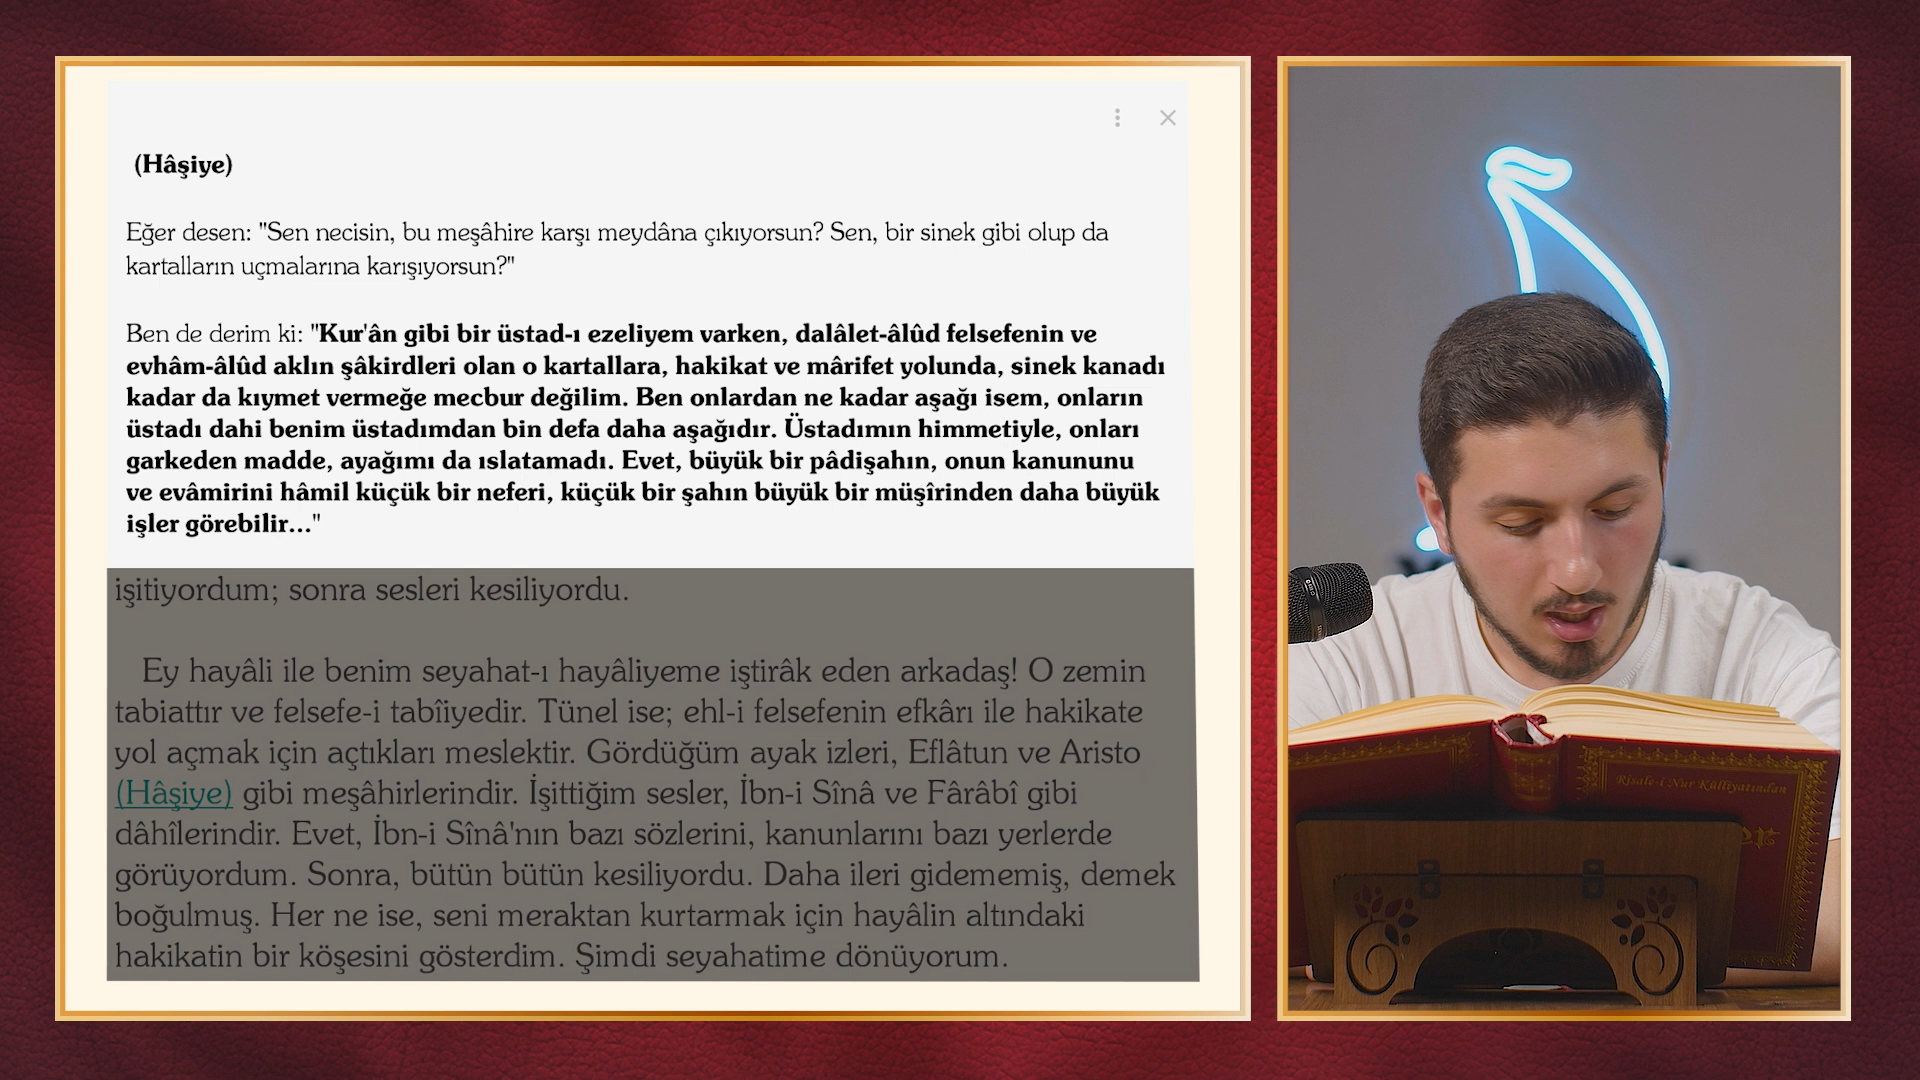 (Hâşiye)
Eğer desen: "Sen necisin, bu meşâhire karşı meydâna çıkıyorsun? Sen, bir sinek gibi olup da
kartalların uçmalarına karışıyorsun?"
Ben de derim ki: "Kur'ân gibi bir üstad-ı ezeliyem varken, dalâlet-âlûd felsefenin ve
evhâm-âlûd aklın şâkirdleri olan o kartallara, hakikat ve mârifet yolunda, sinek kanadı
kadar da kıymet vermeğe mecbur değilim. Ben onlardan ne kadar aşağı isem, onların
üstadı dahi benim üstadımdan bin defa daha aşağıdır. Üstadımın himmetiyle, onları
garkeden madde, ayağımı da ıslatamadı. Evet, büyük bir pâdişahın, onun kanununu
ve evâmirini hâmil küçük bir neferi, küçük bir şahın büyük bir müşîrinden daha büyük
işler görebilir..."
işitiyordum; sonra sesleri kesiliyordu.
Ey hayâli ile benim seyahat-ı hayâliyeme iştirâk eden arkadaş! O zemin
tabiattır ve felsefe-i tabîiyedir. Tünel ise; ehl-i felsefenin efkârı ile hakikate
yol açmak için açtıkları meslektir. Gördüğüm ayak izleri, Eflâtun ve Aristo
(Hâşiye) gibi meşâhirlerindir. İşittiğim sesler, İbn-i Sînâ ve Fârâbî gibi
dâhîlerindir. Evet, İbn-i Sînâ'nın bazı sözlerini, kanunlarını bazı yerlerde
görüyordum. Sonra, bütün bütün kesiliyordu. Daha ileri gidememiş, demek
boğulmuş. Her ne ise, seni meraktan kurtarmak için hayâlin altındaki
hakikatin bir köşesini gösterdim. Şimdi seyahatime dönüyorum.
Risale-i Nur Külliyatından